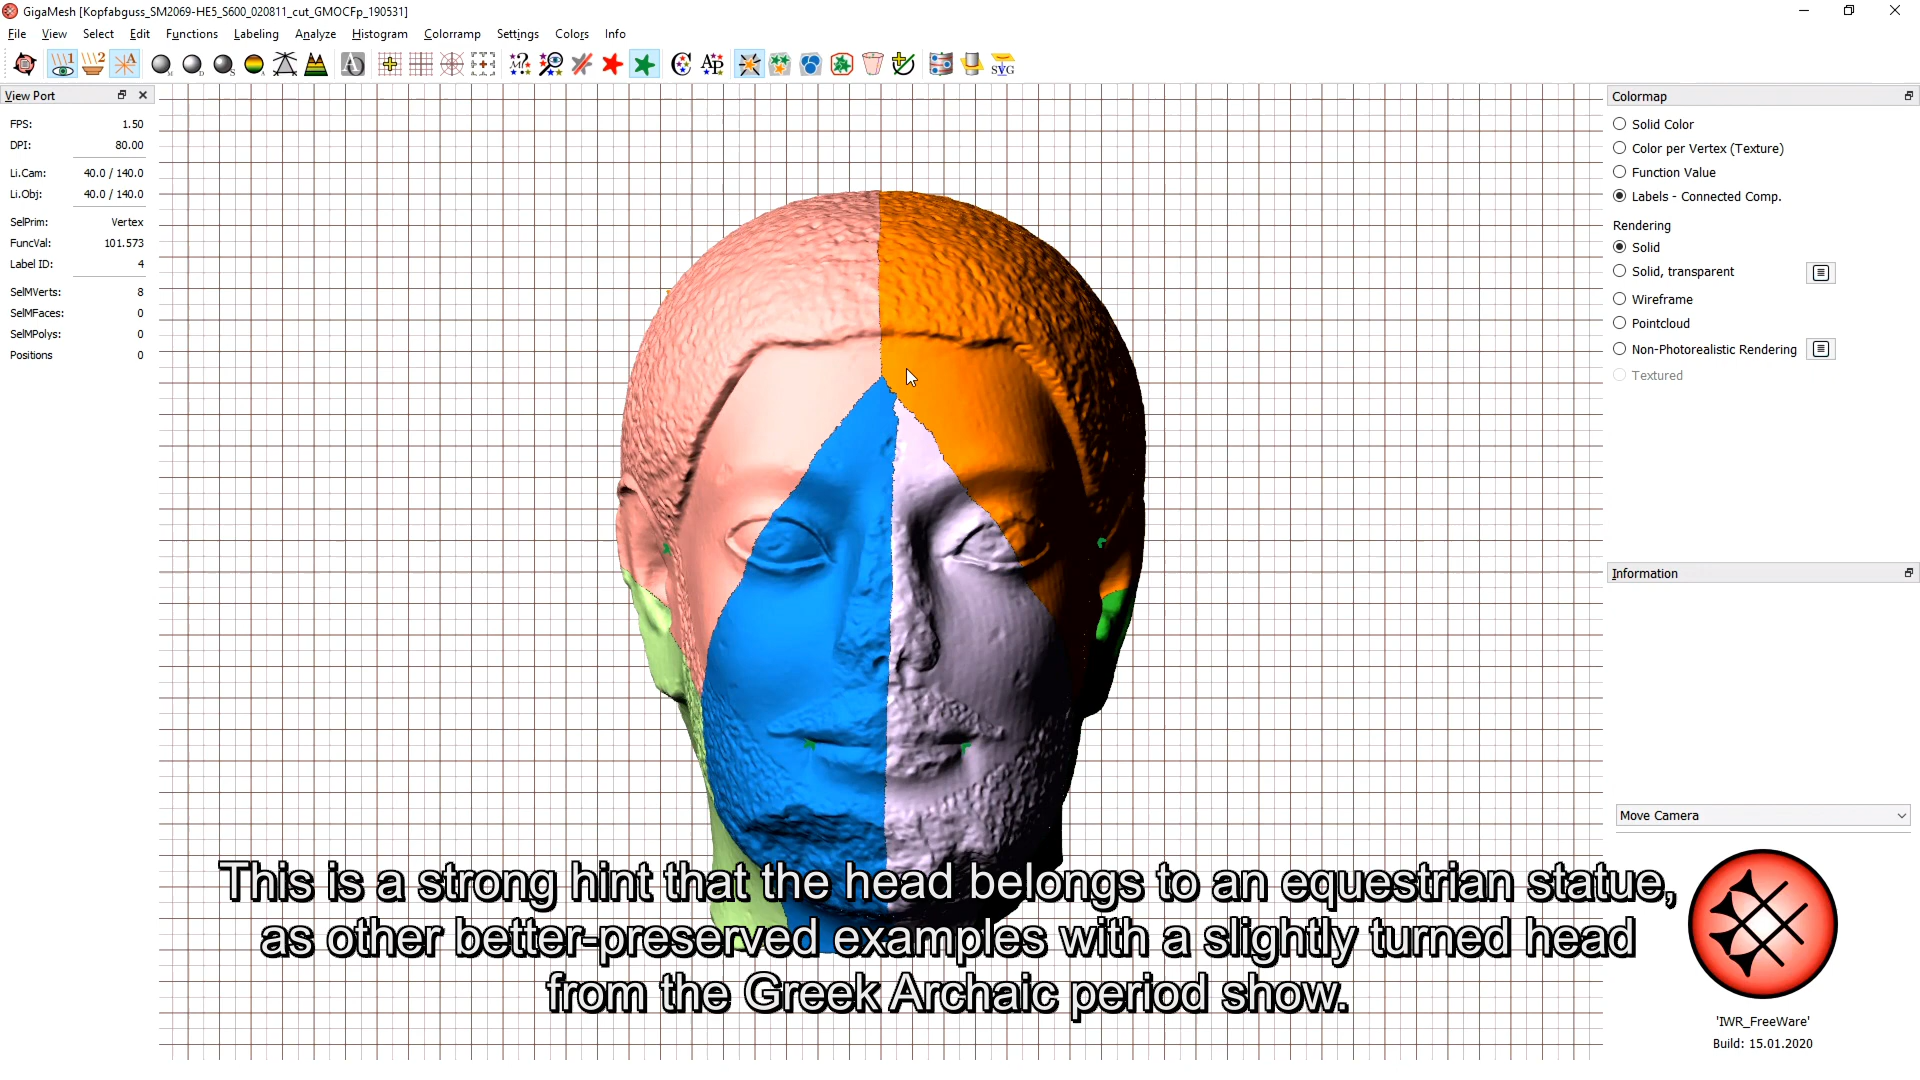 GigaMesh [Kopfabguss_SM2069-HE5_S600_020811_cut_GMOCFp_190531]
File View Select Edit Functions Labeling Analyze Histogram Colorramp Settings Colors Info
View Port
FPS: 1.50
DPI: 80.00
Li.Cam: 40.0 / 140.0
Li.Obj: 40.0 / 140.0
SelPrim: Vertex
FuncVal: 101.573
Label ID: 4
SelMVerts: 8
SelMFaces: 0
SelMPolys: 0
Positions 0
Colormap
Solid Color
Color per Vertex (Texture)
Function Value
Labels - Connected Comp.
Rendering
Solid
Solid, transparent
Wireframe
Pointcloud
Non-Photorealistic Rendering
Textured
Information
Move Camera
This is a strong hint that the head belongs to an equestrian statue,
as other better-preserved examples with a slightly turned head
from the Greek Archaic period show.
'IWR_FreeWare'
Build: 15.01.2020